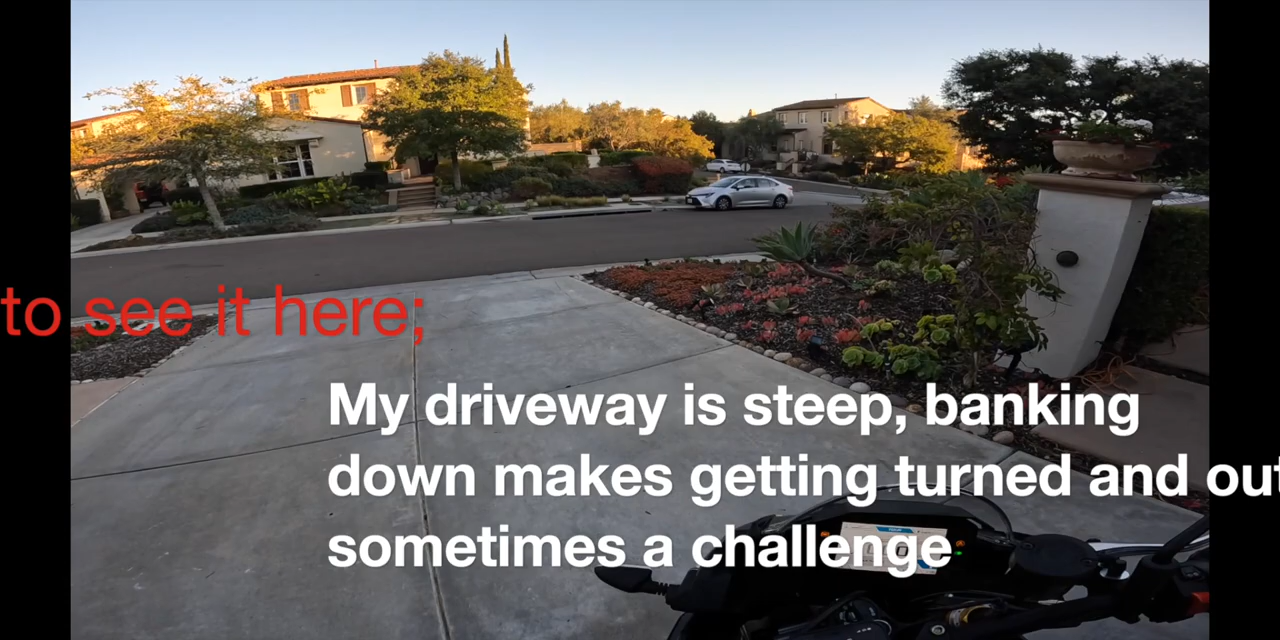 to see it here;
My driveway is steep, banking
down makes getting turned and out
sometimes a challenge